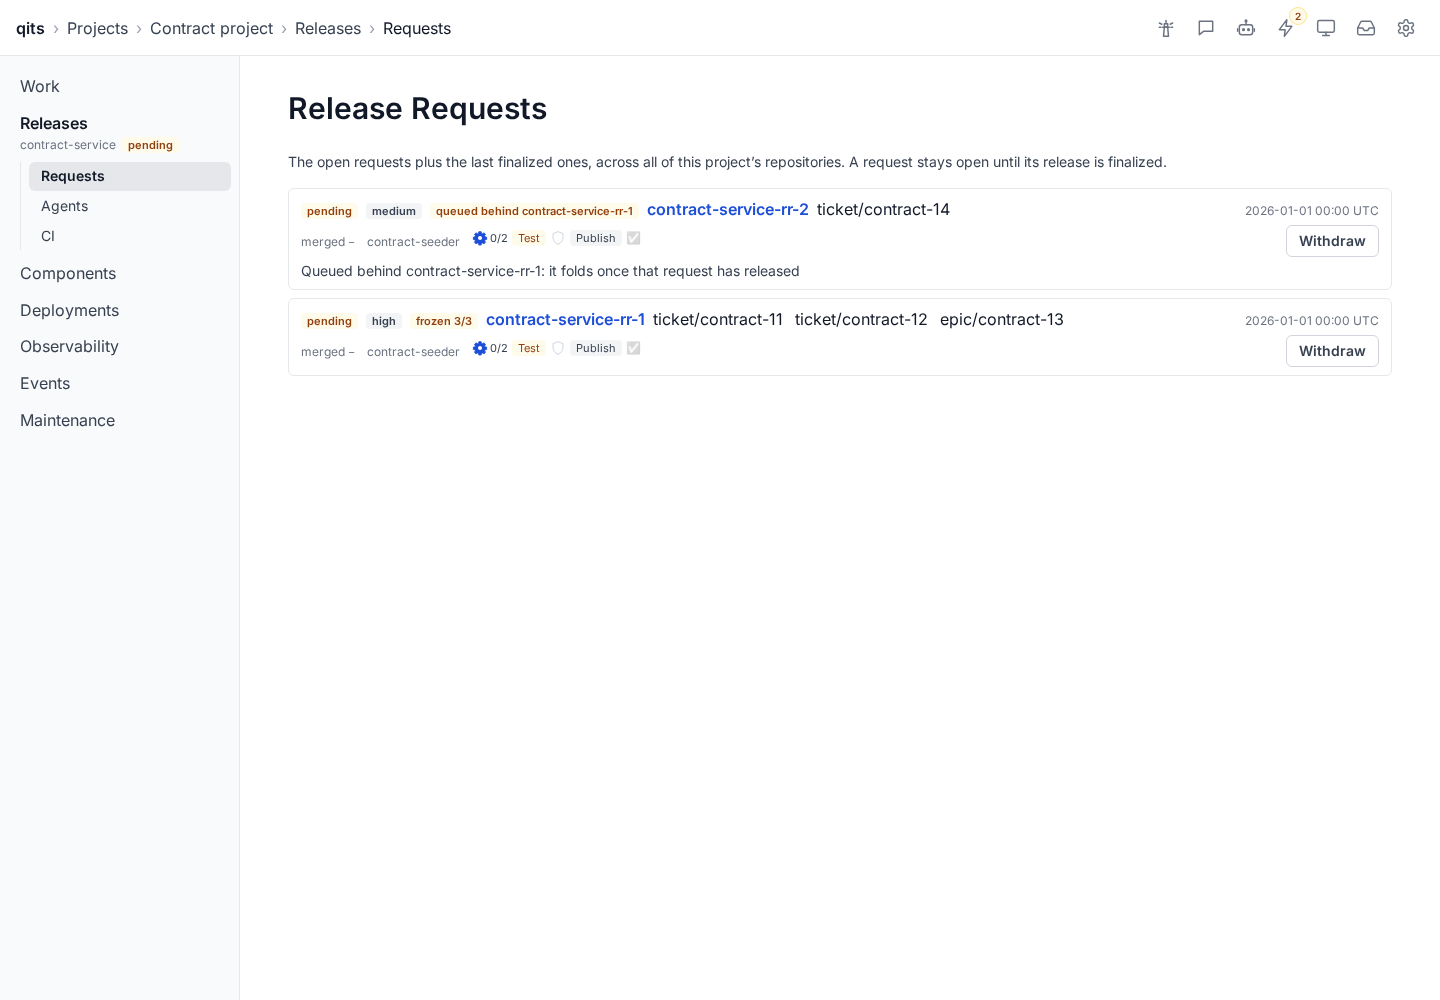 qits › Projects › Contract project › Releases › Requests
2
Work
Releases
contract-service pending
Requests
Agents
CI
Components
Deployments
Observability
Events
Maintenance
Release Requests
The open requests plus the last finalized ones, across all of this project’s repositories. A request stays open until its release is finalized.
pending medium queued behind contract-service-rr-1 contract-service-rr-2 ticket/contract-14 2026-01-01 00:00 UTC
merged – contract-seeder 0/2 Test Publish Withdraw
Queued behind contract-service-rr-1: it folds once that request has released
pending high frozen 3/3 contract-service-rr-1 ticket/contract-11 ticket/contract-12 epic/contract-13 2026-01-01 00:00 UTC
merged – contract-seeder 0/2 Test Publish Withdraw